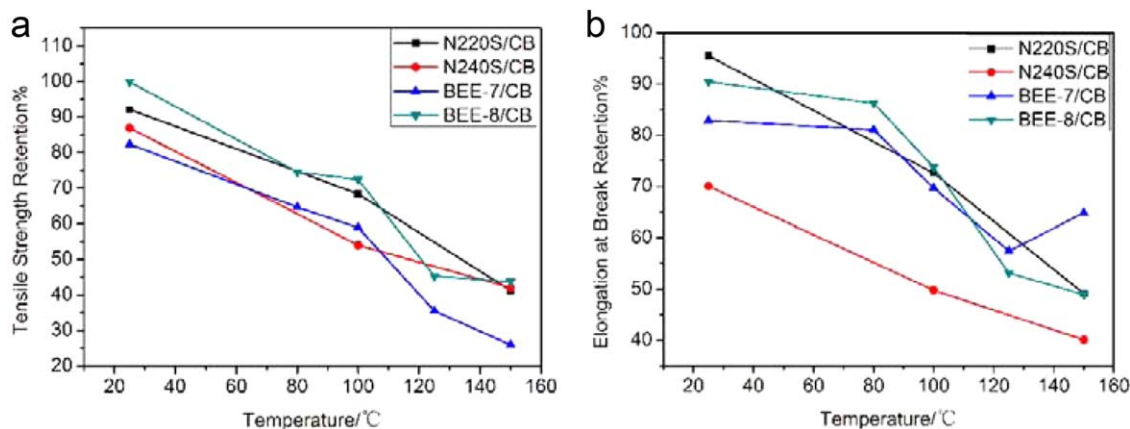 a
Tensile Strength Retention%
110
100
90
80
70
60
50
40
30
20
20 40 60 80 100 120 140 160
Temperature/℃
N220S/CB
N240S/CB
BEE-7/CB
BEE-8/CB
b
Elongation at Break Retention%
100
90
80
70
60
50
40
20 40 60 80 100 120 140 160
Temperature/℃
N220S/CB
N240S/CB
BEE-7/CB
BEE-8/CB